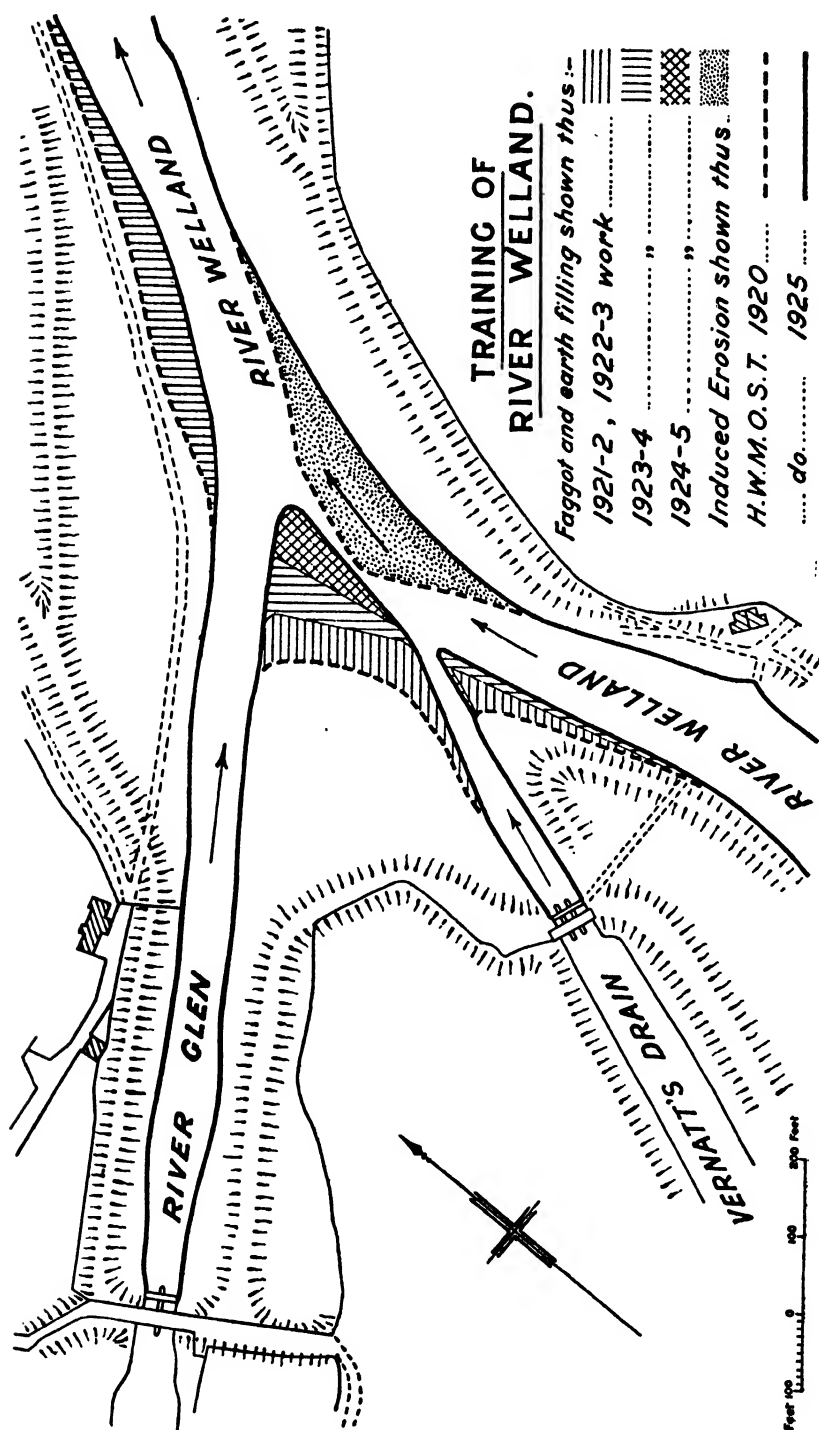 TRAINING OF
RIVER WELLAND.
Faggot and earth filling shown thus:-
1921-2, 1922-3 work ..........
1923-4 .......... " ..........
1924-5 .......... " ..........
Induced Erosion shown thus..
H.W.M.O.S.T. 1920 ......
..... do.......... 1925 ......
RIVER GLEN
RIVER WELLAND
RIVER WELLAND
RIVER WELLAND
VERNATT'S DRAIN
Feet 100 0 100 200 Feet